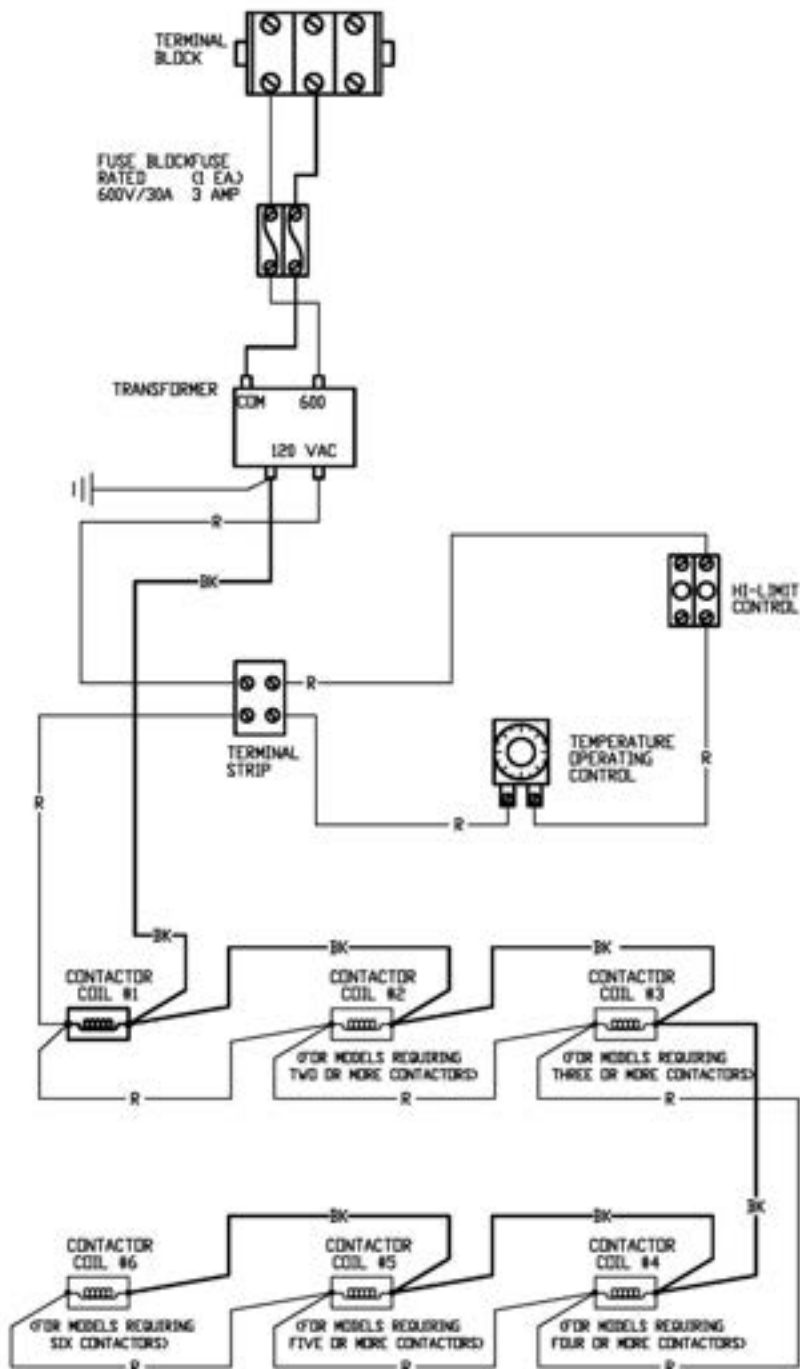 TERMINAL
BLOCK
FUSE BLOCKFUSE
RATED (1 EA.)
600V/30A 3 AMP
TRANSFORMER
COM 600
120 VAC
R
BK
HI-LIMIT
CONTROL
R
TERMINAL
STRIP
TEMPERATURE
OPERATING
CONTROL
R
R
R
BK
BK
BK
CONTACTOR
COIL #1
CONTACTOR
COIL #2
CONTACTOR
COIL #3
(FOR MODELS REQUIRING
TWO OR MORE CONTACTORS)
(FOR MODELS REQUIRING
THREE OR MORE CONTACTORS)
R
R
R
BK
BK
BK
CONTACTOR
COIL #6
CONTACTOR
COIL #5
CONTACTOR
COIL #4
(FOR MODELS REQUIRING
SIX CONTACTORS)
(FOR MODELS REQUIRING
FIVE OR MORE CONTACTORS)
(FOR MODELS REQUIRING
FOUR OR MORE CONTACTORS)
R
R
R